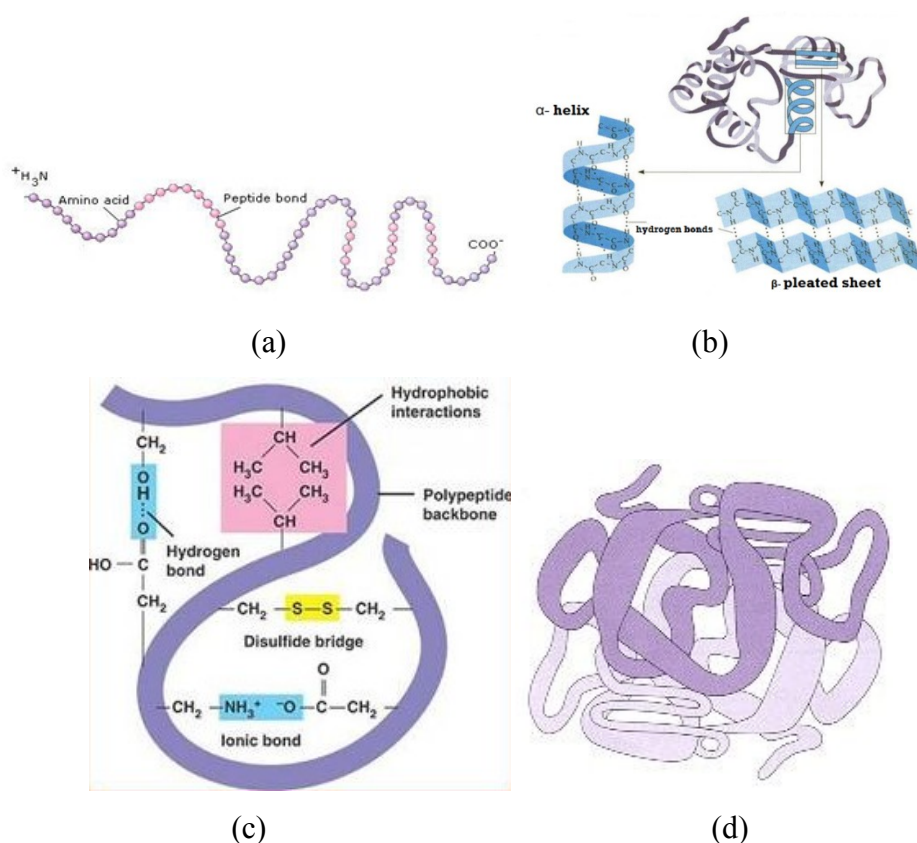 ⁺H₃N
Amino acid
Peptide bond
COO⁻
(a)
α- helix
hydrogen bonds
β- pleated sheet
(b)
Hydrophobic
interactions
CH₂
CH
H₃C CH₃
H₃C CH₃
CH
OH
O
Hydrogen
bond
HO — C
CH₂
Polypeptide
backbone
CH₂ — S — S — CH₂
Disulfide bridge
O
CH₂ — NH₃⁺ ⁻O — C — CH₂
Ionic bond
(c)
(d)